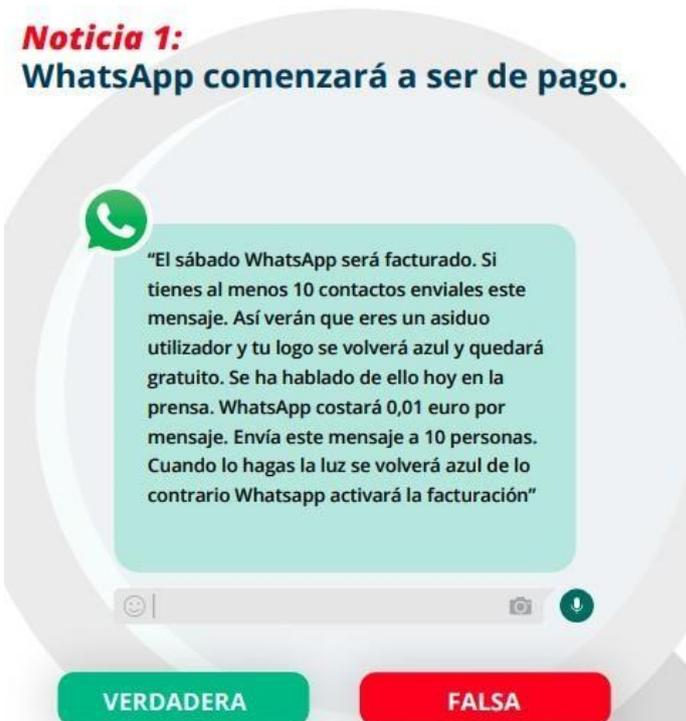 Noticia 1:
WhatsApp comenzará a ser de pago.
“El sábado WhatsApp será facturado. Si
tienes al menos 10 contactos enviales este
mensaje. Así verán que eres un asiduo
utilizador y tu logo se volverá azul y quedará
gratuito. Se ha hablado de ello hoy en la
prensa. WhatsApp costará 0,01 euro por
mensaje. Envía este mensaje a 10 personas.
Cuando lo hagas la luz se volverá azul de lo
contrario Whatsapp activará la facturación”
VERDADERA
FALSA